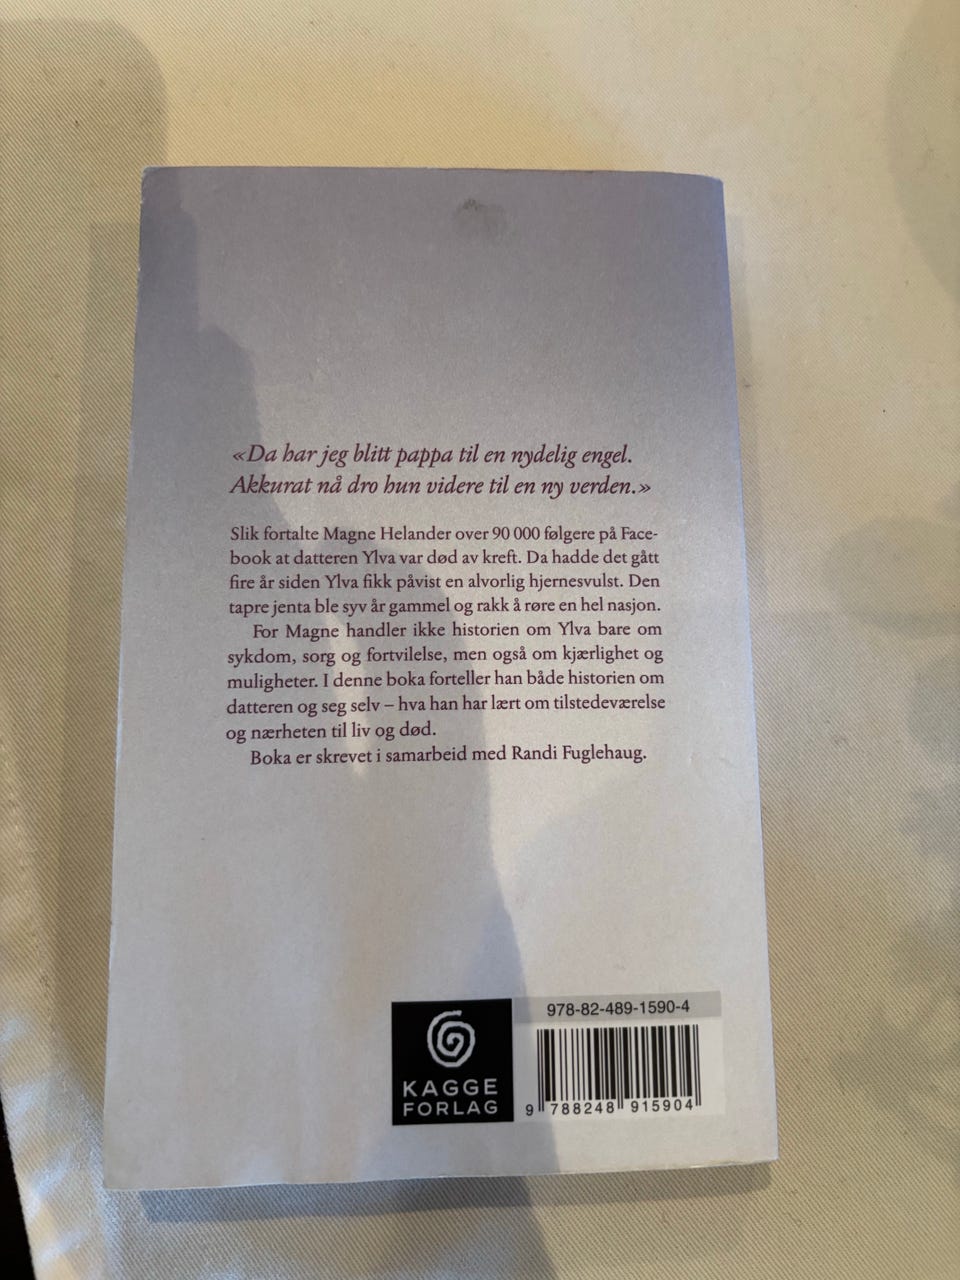 «Da har jeg blitt pappa til en nydelig engel.
Akkurat nå dro hun videre til en ny verden.»
Slik fortalte Magne Helander over 90 000 følgere på Face-
book at datteren Ylva var død av kreft. Da hadde det gått
fire år siden Ylva fikk påvist en alvorlig hjernesvulst. Den
tapre jenta ble syv år gammel og rakk å røre en hel nasjon.
For Magne handler ikke historien om Ylva bare om
sykdom, sorg og fortvilelse, men også om kjærlighet og
muligheter. I denne boka forteller han både historien om
datteren og seg selv – hva han har lært om tilstedeværelse
og nærheten til liv og død.
Boka er skrevet i samarbeid med Randi Fuglehaug.
KAGGE
FORLAG
978-82-489-1590-4
9 788248 915904